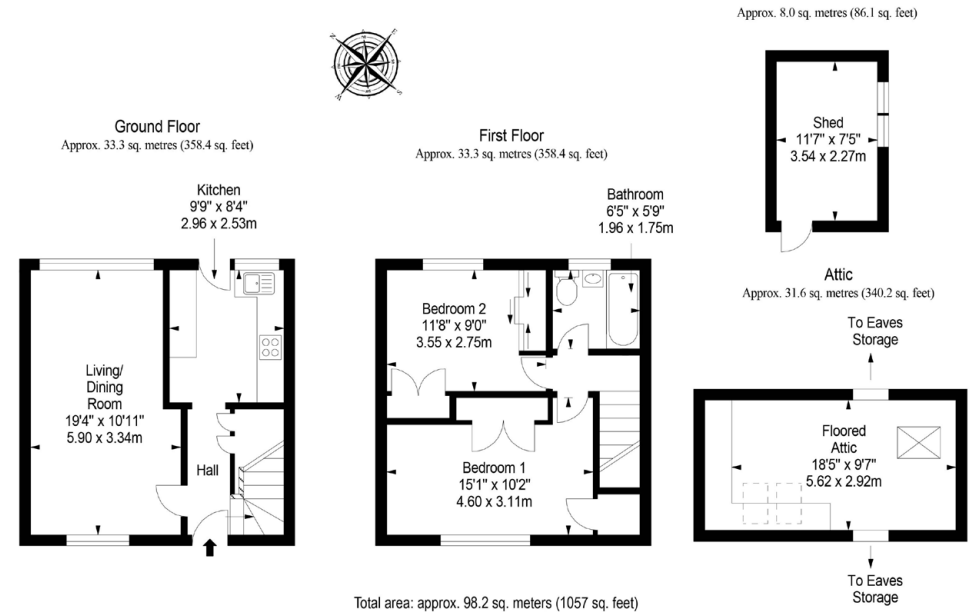 Approx. 8.0 sq. metres (86.1 sq. feet)
N
E
S
W
Ground Floor
Approx. 33.3 sq. metres (358.4 sq. feet)
First Floor
Approx. 33.3 sq. metres (358.4 sq. feet)
Shed
11'7" x 7'5"
3.54 x 2.27m
Kitchen
9'9" x 8'4"
2.96 x 2.53m
Bathroom
6'5" x 5'9"
1.96 x 1.75m
Attic
Approx. 31.6 sq. metres (340.2 sq. feet)
Bedroom 2
11'8" x 9'0"
3.55 x 2.75m
To Eaves
Storage
Living/
Dining
Room
19'4" x 10'11"
5.90 x 3.34m
Hall
Bedroom 1
15'1" x 10'2"
4.60 x 3.11m
Floored
Attic
18'5" x 9'7"
5.62 x 2.92m
To Eaves
Storage
Total area: approx. 98.2 sq. meters (1057 sq. feet)